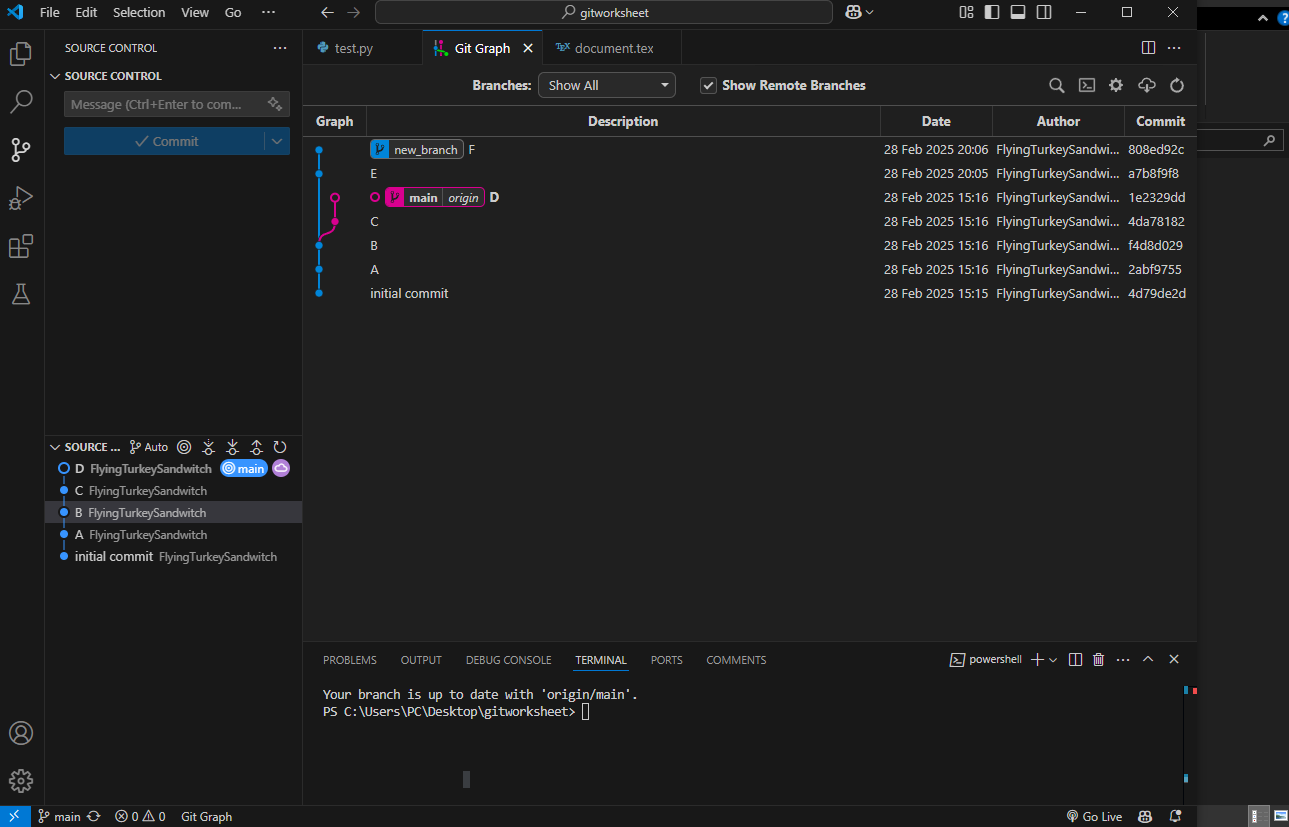 File Edit Selection View Go ··· gitworksheet
SOURCE CONTROL ···
SOURCE CONTROL
Message (Ctrl+Enter to com...
Commit
test.py Git Graph TEX document.tex ···
Branches: Show All Show Remote Branches
Graph Description Date Author Commit
new_branch F 28 Feb 2025 20:06 FlyingTurkeySandwi... 808ed92c
E 28 Feb 2025 20:05 FlyingTurkeySandwi... a7b8f9f8
main origin D 28 Feb 2025 15:16 FlyingTurkeySandwi... 1e2329dd
C 28 Feb 2025 15:16 FlyingTurkeySandwi... 4da78182
B 28 Feb 2025 15:16 FlyingTurkeySandwi... f4d8d029
A 28 Feb 2025 15:16 FlyingTurkeySandwi... 2abf9755
initial commit 28 Feb 2025 15:15 FlyingTurkeySandwi... 4d79de2d
SOURCE ... Auto
D FlyingTurkeySandwitch main
C FlyingTurkeySandwitch
B FlyingTurkeySandwitch
A FlyingTurkeySandwitch
initial commit FlyingTurkeySandwitch
PROBLEMS OUTPUT DEBUG CONSOLE TERMINAL PORTS COMMENTS powershell ···
Your branch is up to date with 'origin/main'.
PS C:\Users\PC\Desktop\gitworksheet>
main 0 0 Git Graph Go Live